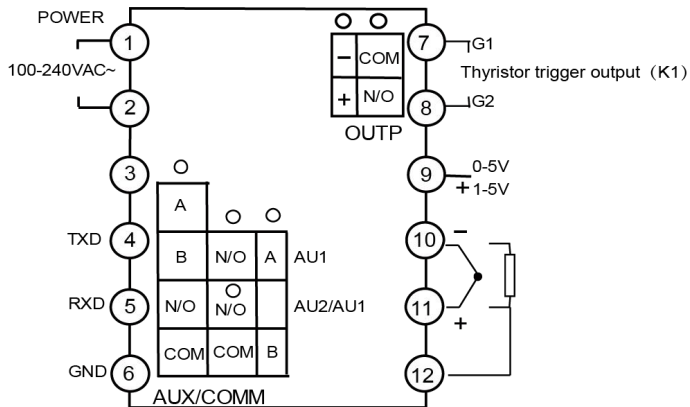 POWER
1
100-240VAC~
2
3
TXD 4
RXD 5
GND 6
− COM
+ N/O
OUTP
7 G1
Thyristor trigger output（K1)
8 G2
9 0-5V
+ 1-5V
10 −
11 +
12
A
B N/O A AU1
N/O N/O AU2/AU1
COM COM B
AUX/COMM